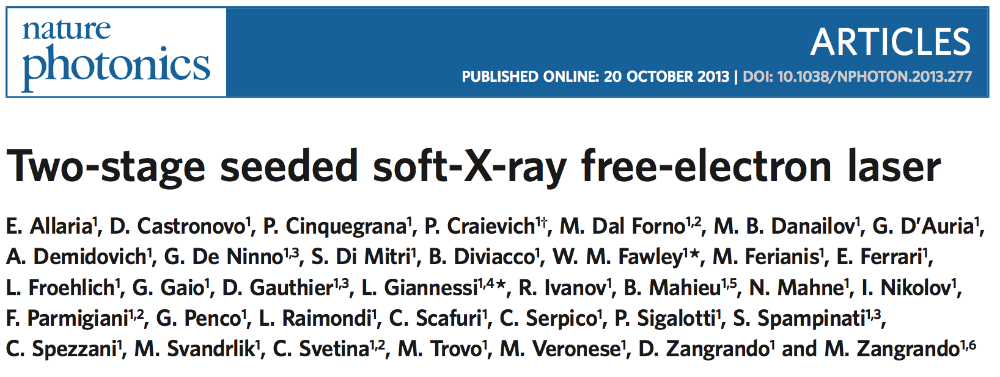 nature
photonics
ARTICLES
PUBLISHED ONLINE: 20 OCTOBER 2013 | DOI: 10.1038/NPHOTON.2013.277
Two-stage seeded soft-X-ray free-electron laser
E. Allaria¹, D. Castronovo¹, P. Cinquegrana¹, P. Craievich¹†, M. Dal Forno¹,², M. B. Danailov¹, G. D’Auria¹,
A. Demidovich¹, G. De Ninno¹,³, S. Di Mitri¹, B. Diviacco¹, W. M. Fawley¹★, M. Ferianis¹, E. Ferrari¹,
L. Froehlich¹, G. Gaio¹, D. Gauthier¹,³, L. Giannessi¹,⁴★, R. Ivanov¹, B. Mahieu¹,⁵, N. Mahne¹, I. Nikolov¹,
F. Parmigiani¹,², G. Penco¹, L. Raimondi¹, C. Scafuri¹, C. Serpico¹, P. Sigalotti¹, S. Spampinati¹,³,
C. Spezzani¹, M. Svandrlik¹, C. Svetina¹,², M. Trovo¹, M. Veronese¹, D. Zangrando¹ and M. Zangrando¹,⁶